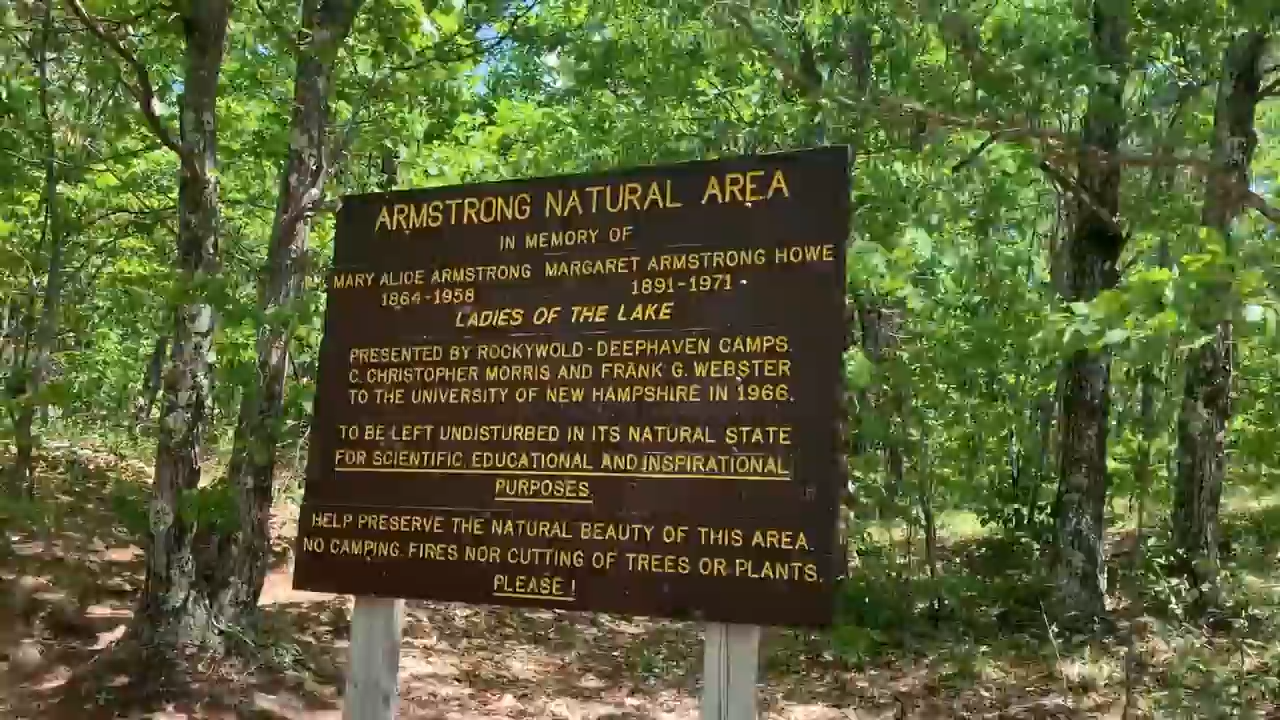 ARMSTRONG NATURAL AREA
IN MEMORY OF
MARY ALICE ARMSTRONG MARGARET ARMSTRONG HOWE
1864-1958 1891-1971
LADIES OF THE LAKE
PRESENTED BY ROCKYWOLD-DEEPHAVEN CAMPS.
C. CHRISTOPHER MORRIS AND FRANK G. WEBSTER
TO THE UNIVERSITY OF NEW HAMPSHIRE IN 1966.
TO BE LEFT UNDISTURBED IN ITS NATURAL STATE
FOR SCIENTIFIC, EDUCATIONAL AND INSPIRATIONAL
PURPOSES.
HELP PRESERVE THE NATURAL BEAUTY OF THIS AREA.
NO CAMPING, FIRES NOR CUTTING OF TREES OR PLANTS.
PLEASE!